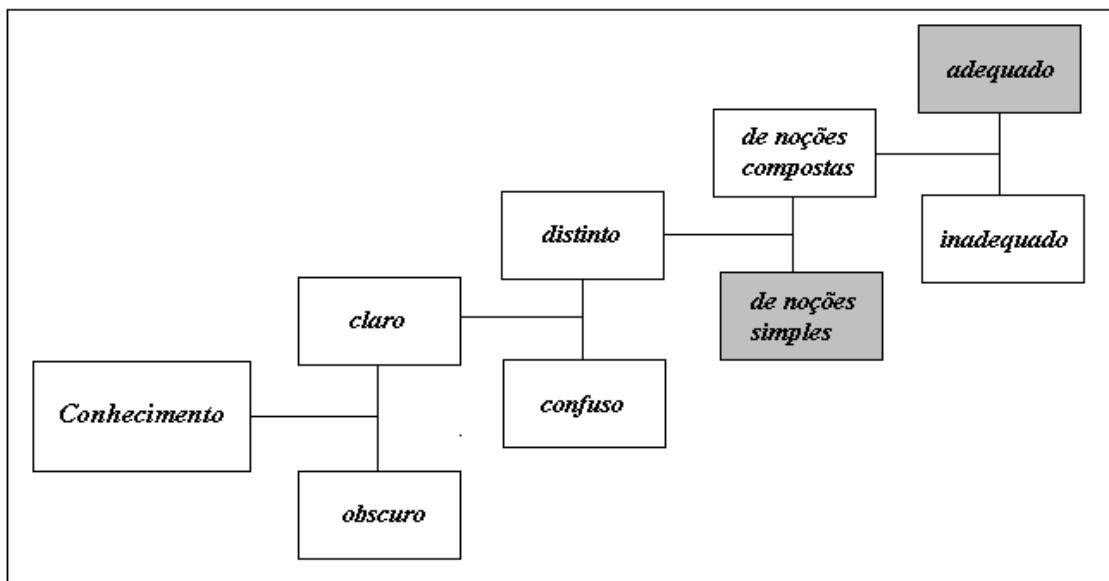 adequado
de noções
compostas
distinto
inadequado
de noções
simples
claro
Conhecimento
confuso
obscuro